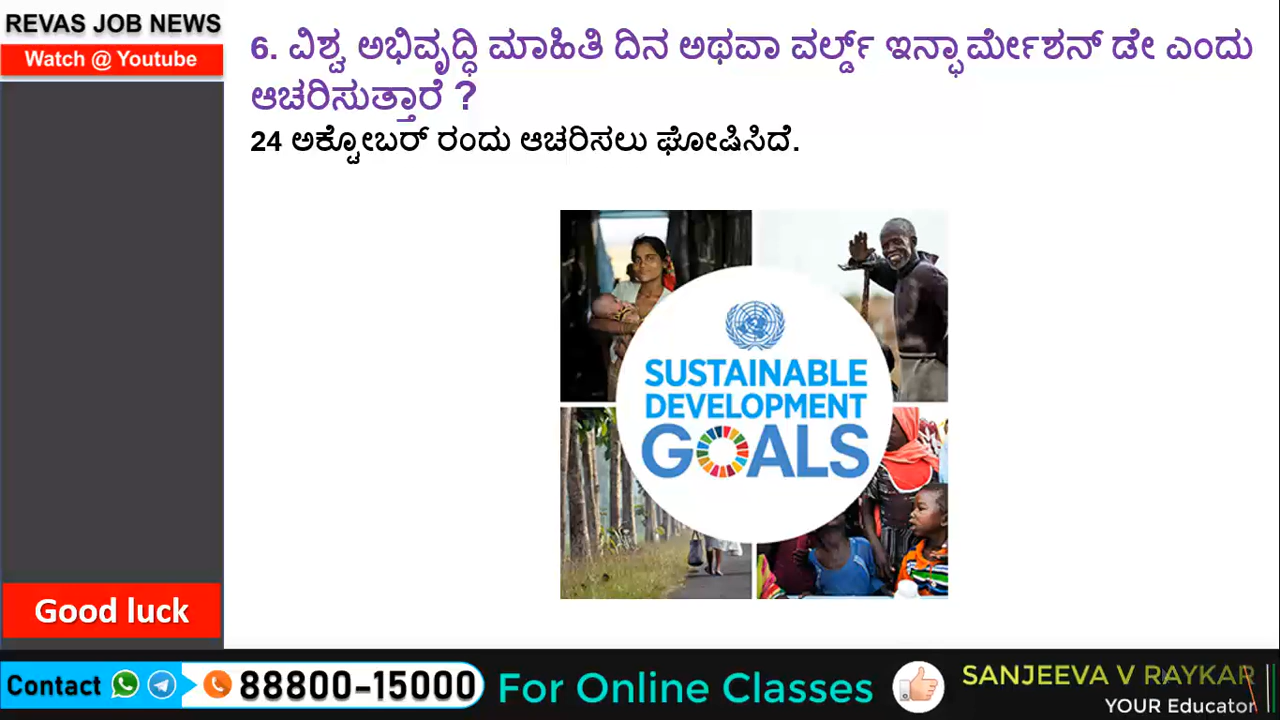 REVAS JOB NEWS
Watch @ Youtube
6. ವಿಶ್ವ ಅಭಿವೃದ್ಧಿ ಮಾಹಿತಿ ದಿನ ಅಥವಾ ವರ್ಲ್ಡ್ ಇನ್ಫಾರ್ಮೇಶನ್ ಡೇ ಎಂದು
ಆಚರಿಸುತ್ತಾರೆ ?
24 ಅಕ್ಟೋಬರ್ ರಂದು ಆಚರಿಸಲು ಘೋಷಿಸಿದೆ.
SUSTAINABLE
DEVELOPMENT
GOALS
Good luck
Contact 88800-15000 For Online Classes
SANJEEVA V RAYKAR
YOUR Educator